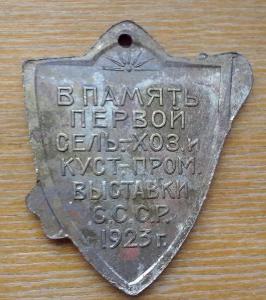 В ПАМЯТЬ
ПЕРВОЙ
СЕЛЬ-ХОЗ. и
КУСТ-ПРОМ.
ВЫСТАВКИ
С.С.С.Р.
1923 г.